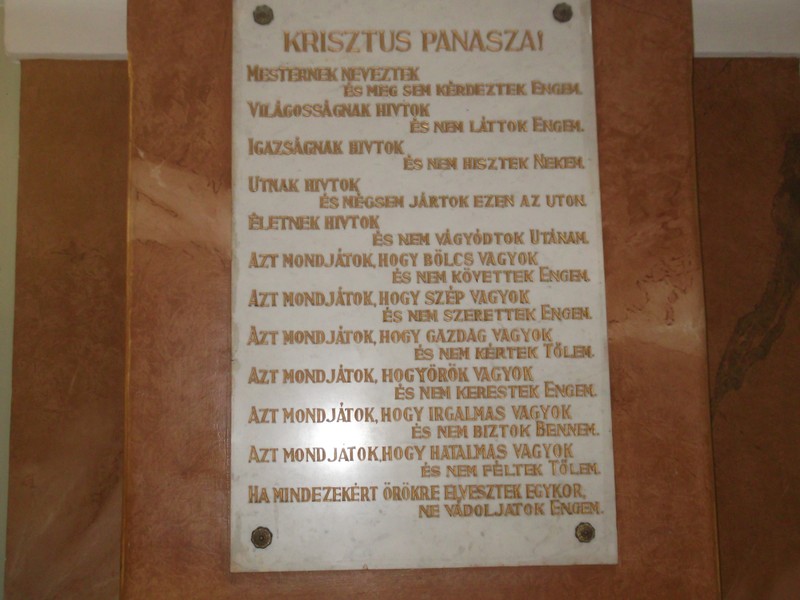 KRISZTUS PANASZAI
MESTERNEK NEVEZTEK
ÉS MEG SEM KÉRDEZTEK ENGEM.
VILÁGOSSÁGNAK HIVTOK
ÉS NEM LÁTTOK ENGEM.
IGAZSÁGNAK HIVTOK
ÉS NEM HISZTEK NEKEM.
UTNAK HIVTOK
ÉS MÉGSEM JÁRTOK EZEN AZ UTON.
ÉLETNEK HIVTOK
ÉS NEM VÁGYÓDTOK UTÁNAM.
AZT MONDJÁTOK, HOGY BÖLCS VAGYOK
ÉS NEM KÖVETTEK ENGEM.
AZT MONDJÁTOK, HOGY SZÉP VAGYOK
ÉS NEM SZERETTEK ENGEM.
AZT MONDJÁTOK, HOGY GAZDAG VAGYOK
ÉS NEM KÉRTEK TŐLEM.
AZT MONDJÁTOK, HOGYÖRÖK VAGYOK
ÉS NEM KERESTEK ENGEM.
AZT MONDJÁTOK, HOGY IRGALMAS VAGYOK
ÉS NEM BIZTOK BENNEM.
AZT MONDJATOK, HOGY HATALMAS VAGYOK
ÉS NEM FÉLTEK TŐLEM.
HA MINDEZEKÉRT ÖRÖKRE ELVESZTEK EGYKOR,
NE VÁDOLJATOK ENGEM.